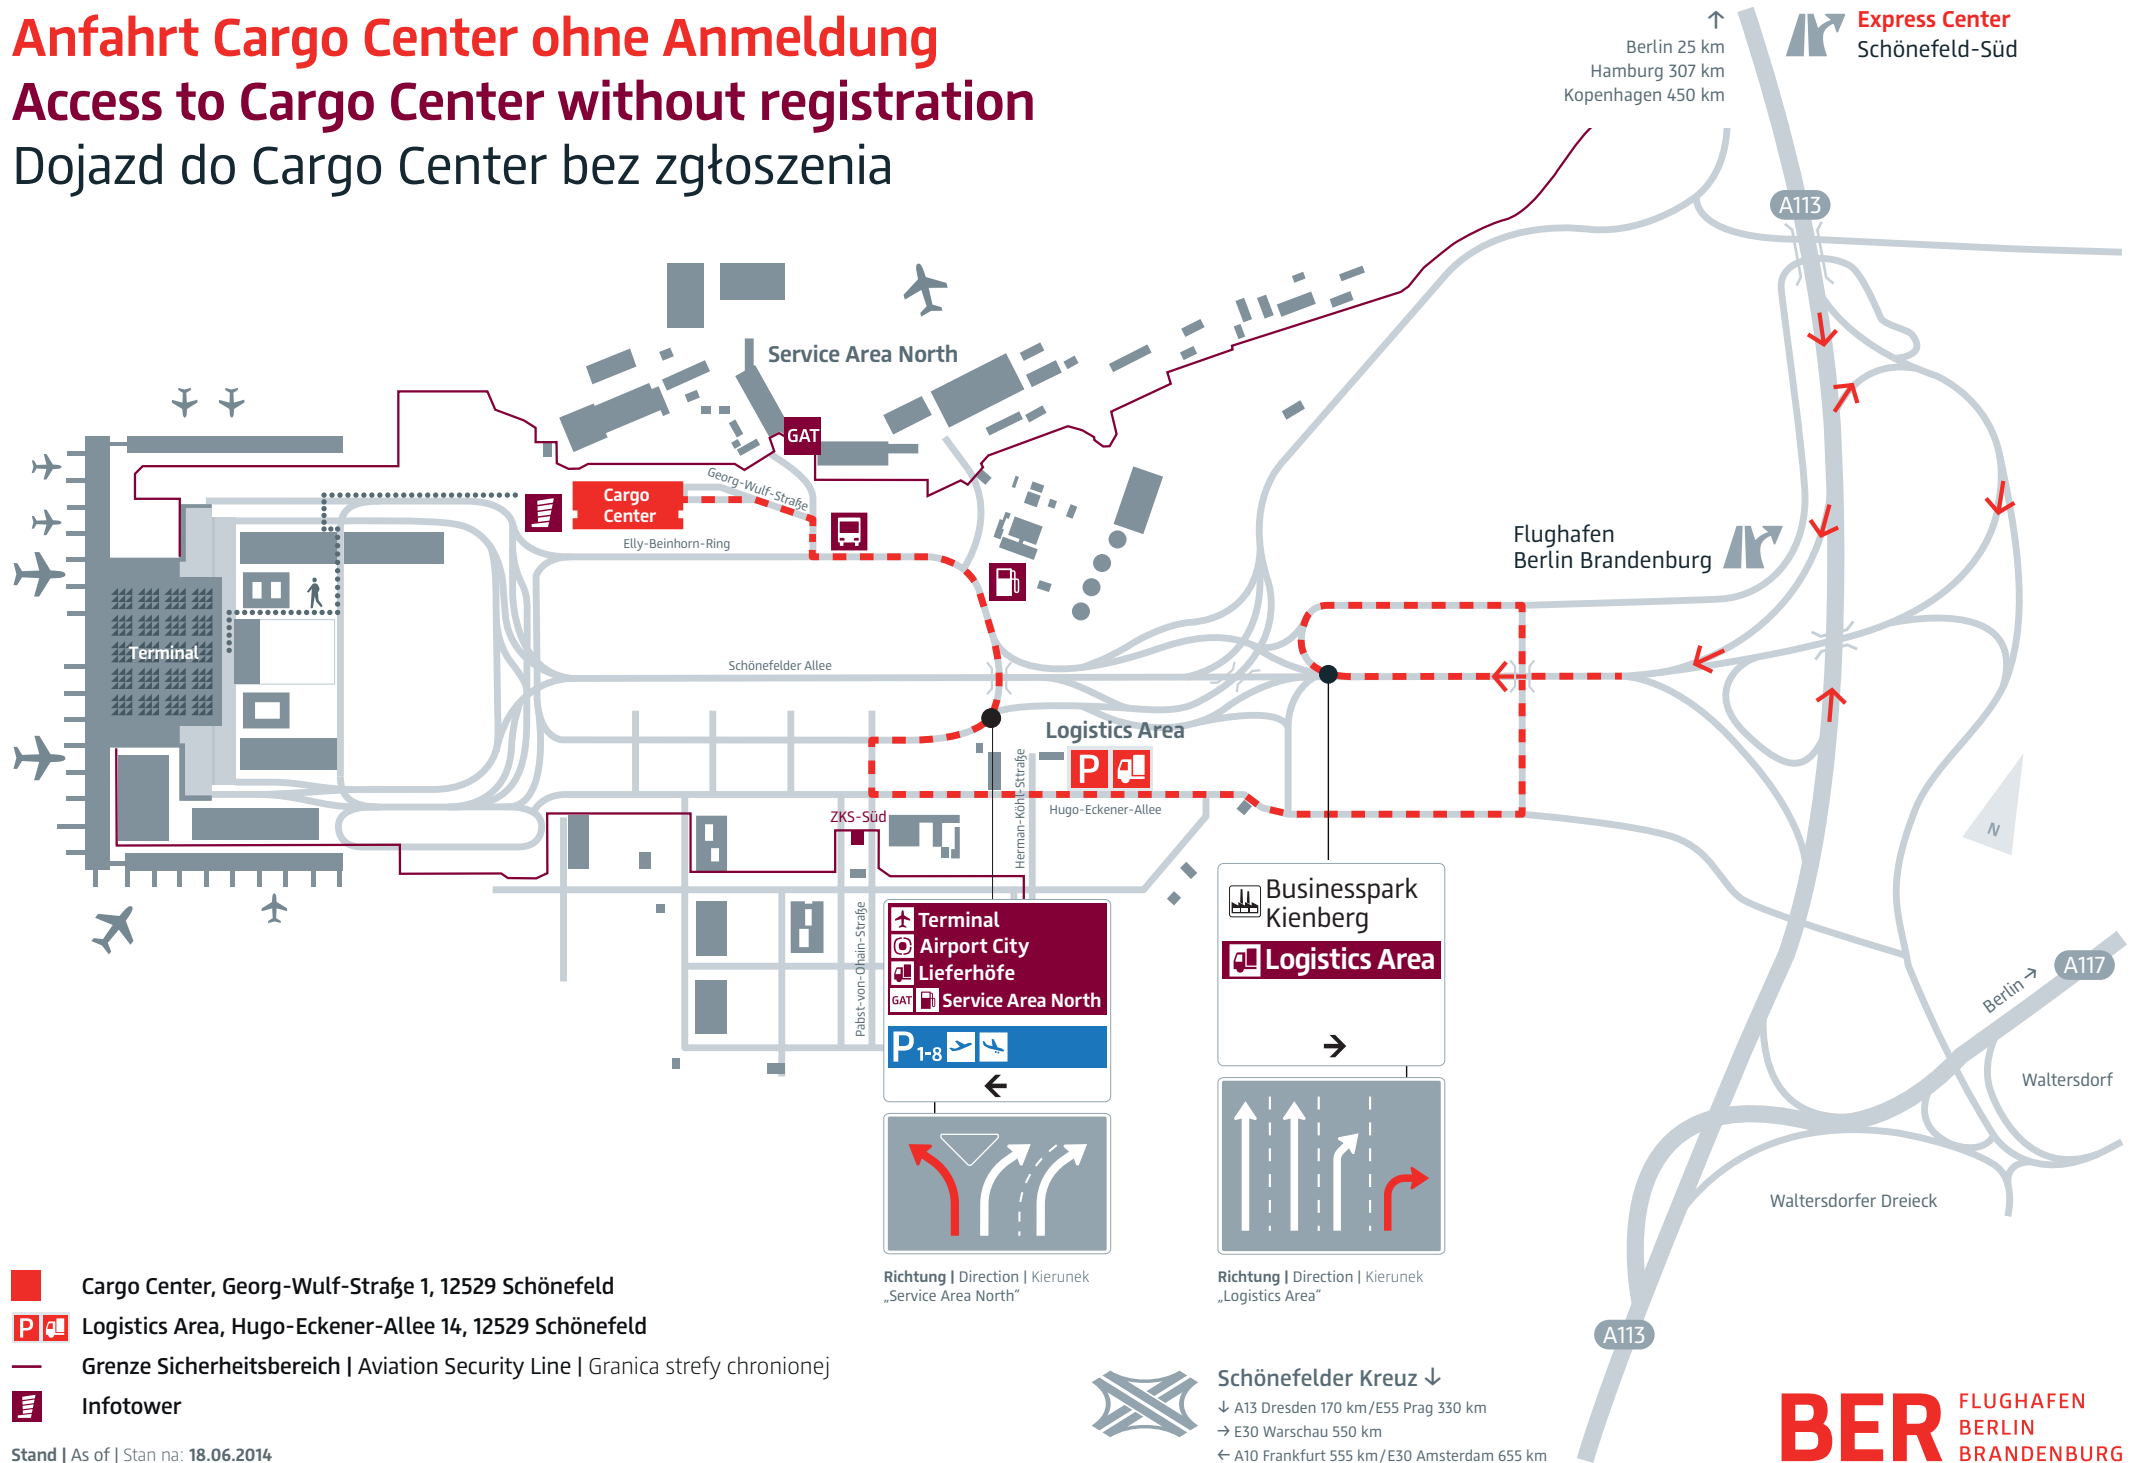 Anfahrt Cargo Center ohne Anmeldung
Access to Cargo Center without registration
Dojazd do Cargo Center bez zgłoszenia
Berlin 25 km
Hamburg 307 km
Kopenhagen 450 km
Express Center
Schönefeld-Süd
A113
Service Area North
GAT
Georg-Wulf-Straße
Cargo
Center
Elly-Beinhorn-Ring
Flughafen
Berlin Brandenburg
Terminal
Schönefelder Allee
Logistics Area
P
Herman-Köhl-Sttraße
Hugo-Eckener-Allee
ZKS-Süd
Pabst-von-Ohain-Straße
N
Terminal
Airport City
Lieferhöfe
GAT Service Area North
P 1-8
Businesspark
Kienberg
Logistics Area
Berlin
A117
Waltersdorf
Waltersdorfer Dreieck
A113
Richtung | Direction | Kierunek
„Service Area North“
Richtung | Direction | Kierunek
„Logistics Area“
Cargo Center, Georg-Wulf-Straße 1, 12529 Schönefeld
P Logistics Area, Hugo-Eckener-Allee 14, 12529 Schönefeld
Grenze Sicherheitsbereich | Aviation Security Line | Granica strefy chronionej
Infotower
Stand | As of | Stan na: 18.06.2014
Schönefelder Kreuz ↓
↓ A13 Dresden 170 km/E55 Prag 330 km
→ E30 Warschau 550 km
← A10 Frankfurt 555 km/E30 Amsterdam 655 km
BER
FLUGHAFEN
BERLIN
BRANDENBURG